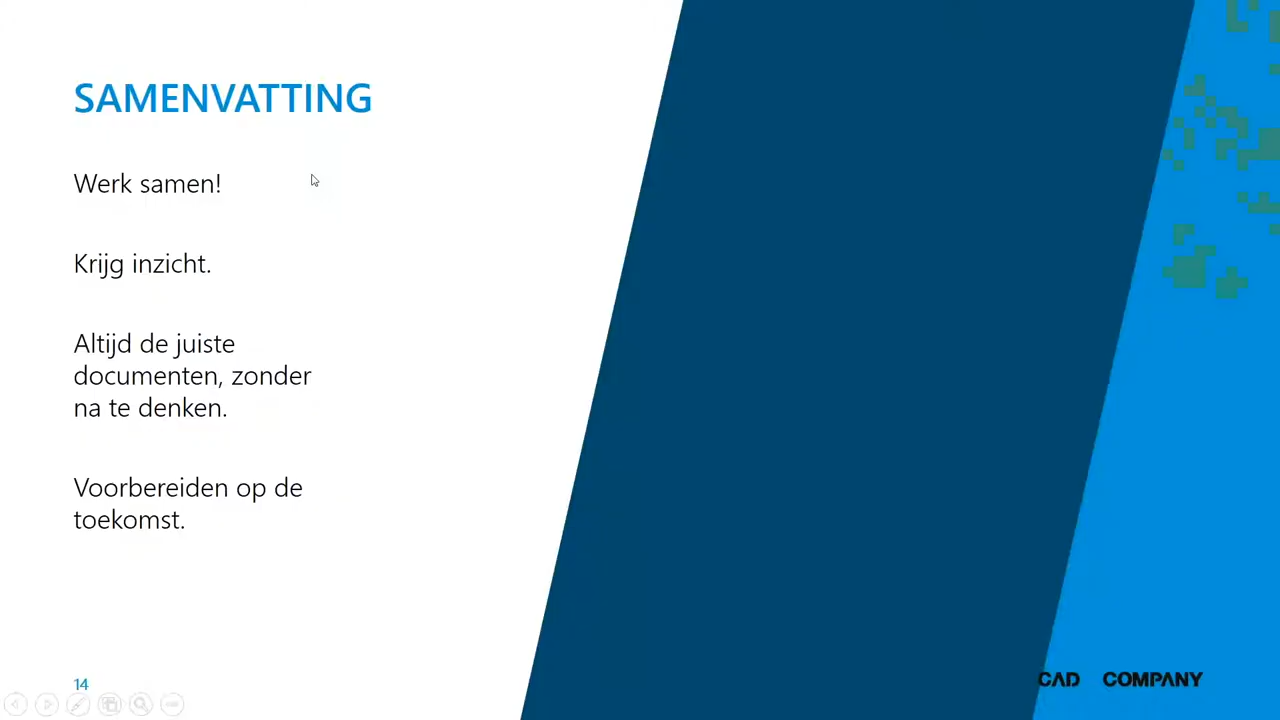 SAMENVATTING
Werk samen!
Krijg inzicht.
Altijd de juiste
documenten, zonder
na te denken.
Voorbereiden op de
toekomst.
14
CAD COMPANY